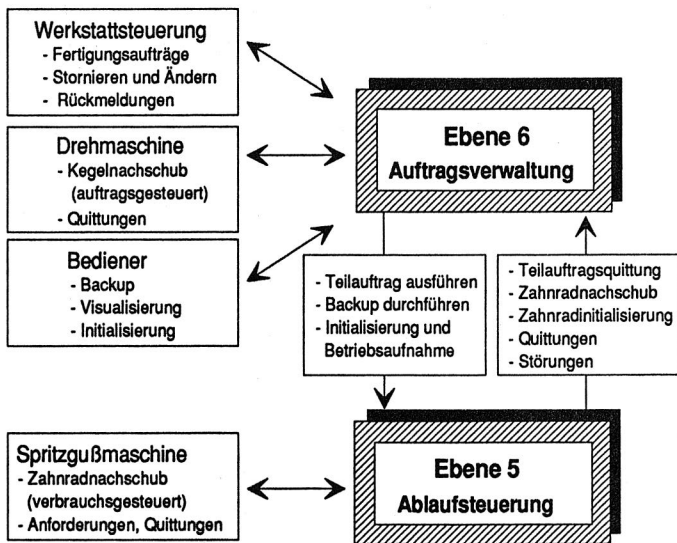 Werkstattsteuerung
- Fertigungsaufträge
- Stornieren und Ändern
- Rückmeldungen
Drehmaschine
- Kegelnachschub
(auftragsgesteuert)
- Quittungen
Bediener
- Backup
- Visualisierung
- Initialisierung
Ebene 6
Auftragsverwaltung
- Teilauftrag ausführen
- Backup durchführen
- Initialisierung und
Betriebsaufnahme
- Teilauftragsquittung
- Zahnradnachschub
- Zahnradinitialisierung
- Quittungen
- Störungen
Spritzgußmaschine
- Zahnradnachschub
(verbrauchsgesteuert)
- Anforderungen, Quittungen
Ebene 5
Ablaufsteuerung